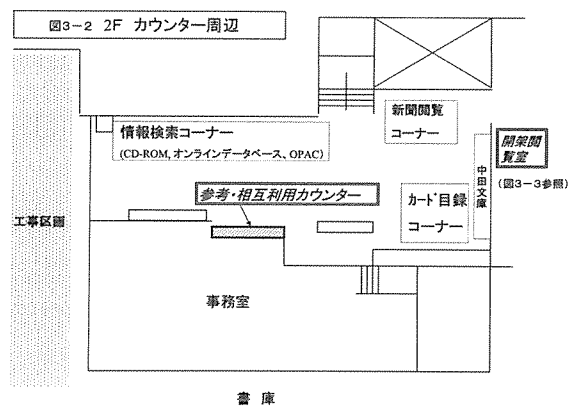 図3-2 2F カウンター周辺
新聞閲覧
コーナー
情報検索コーナー
(CD-ROM, オンラインデータベース、OPAC)
開架閲
覧室
(図3-3参照)
中田文庫
参考・相互利用カウンター
カード目録
コーナー
工事区画
事務室
書 庫